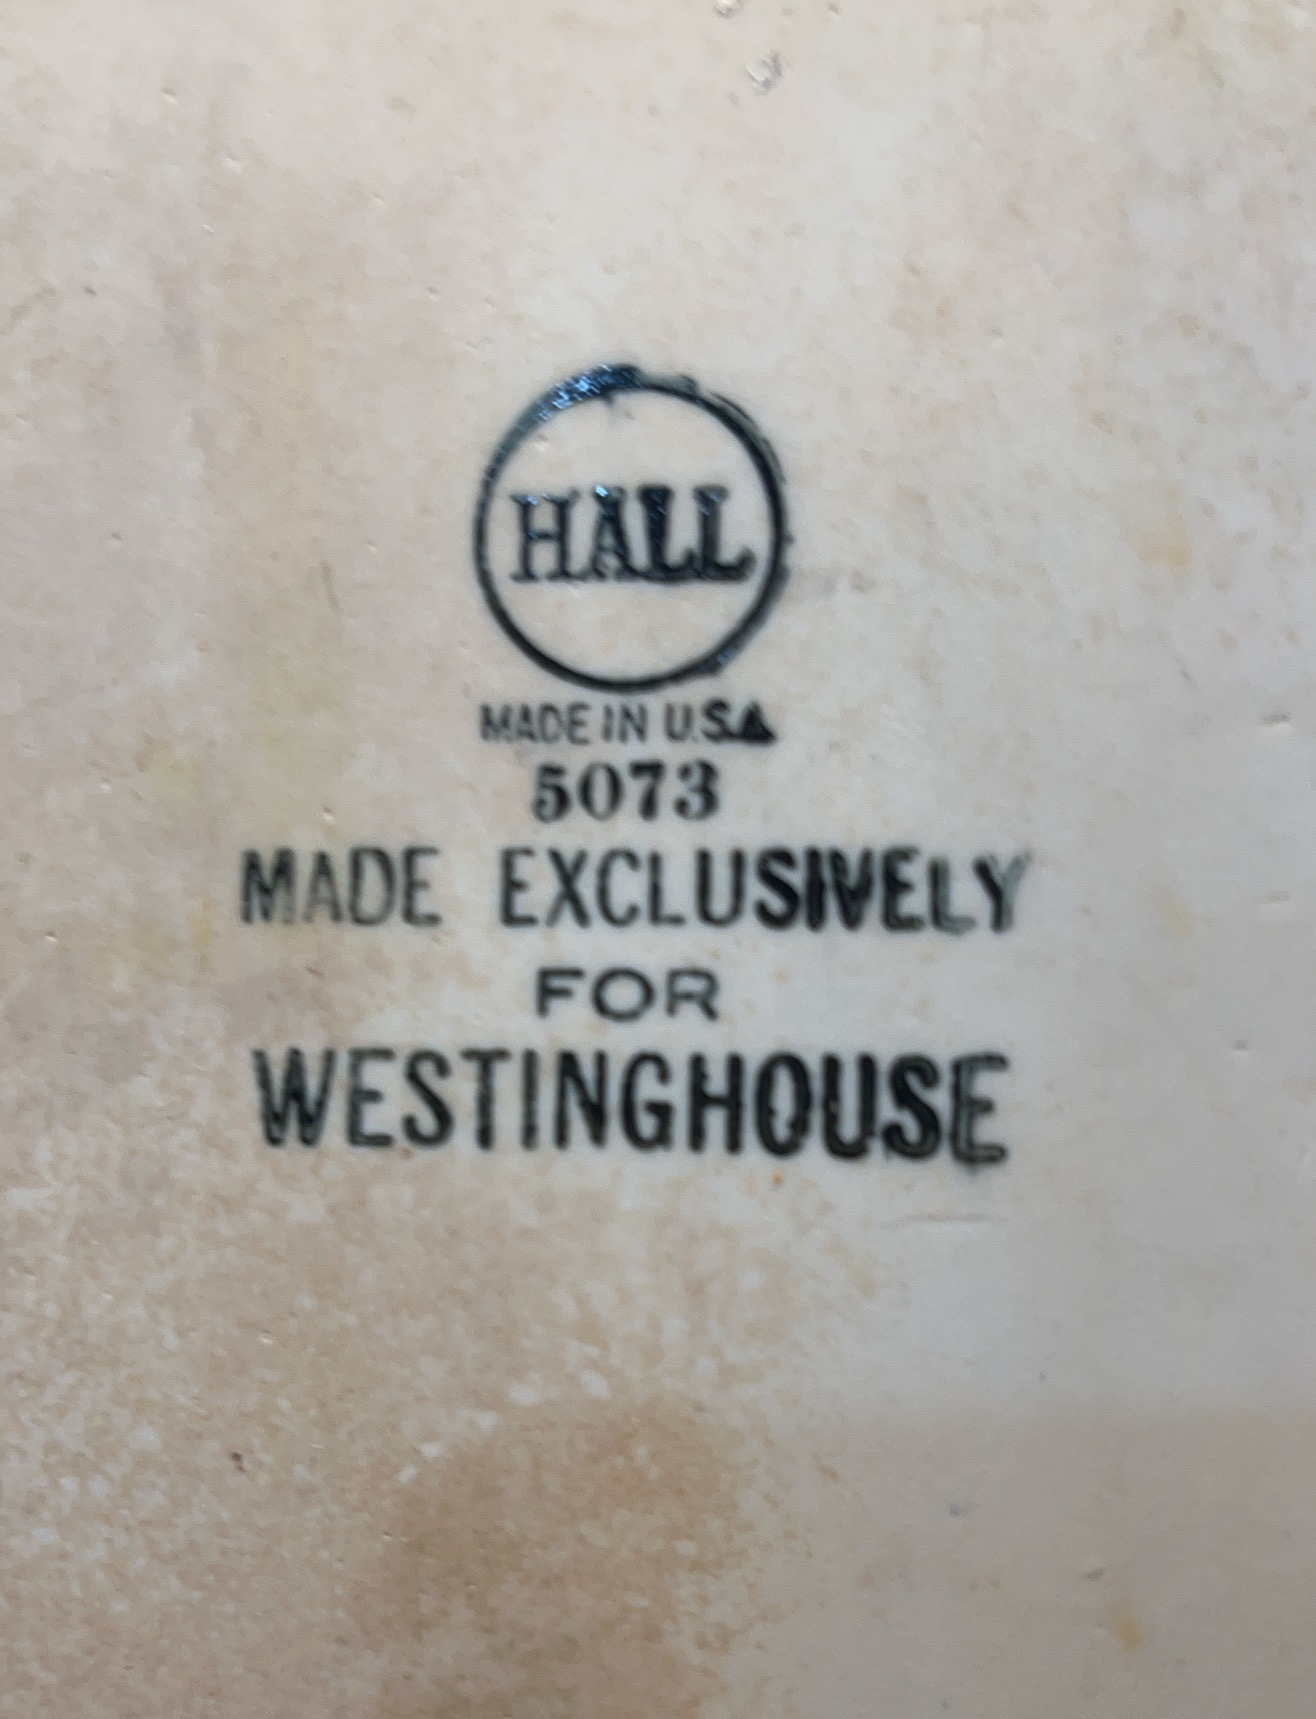 HALL
MADE IN U.S.A
5073
MADE EXCLUSIVELY
FOR
WESTINGHOUSE